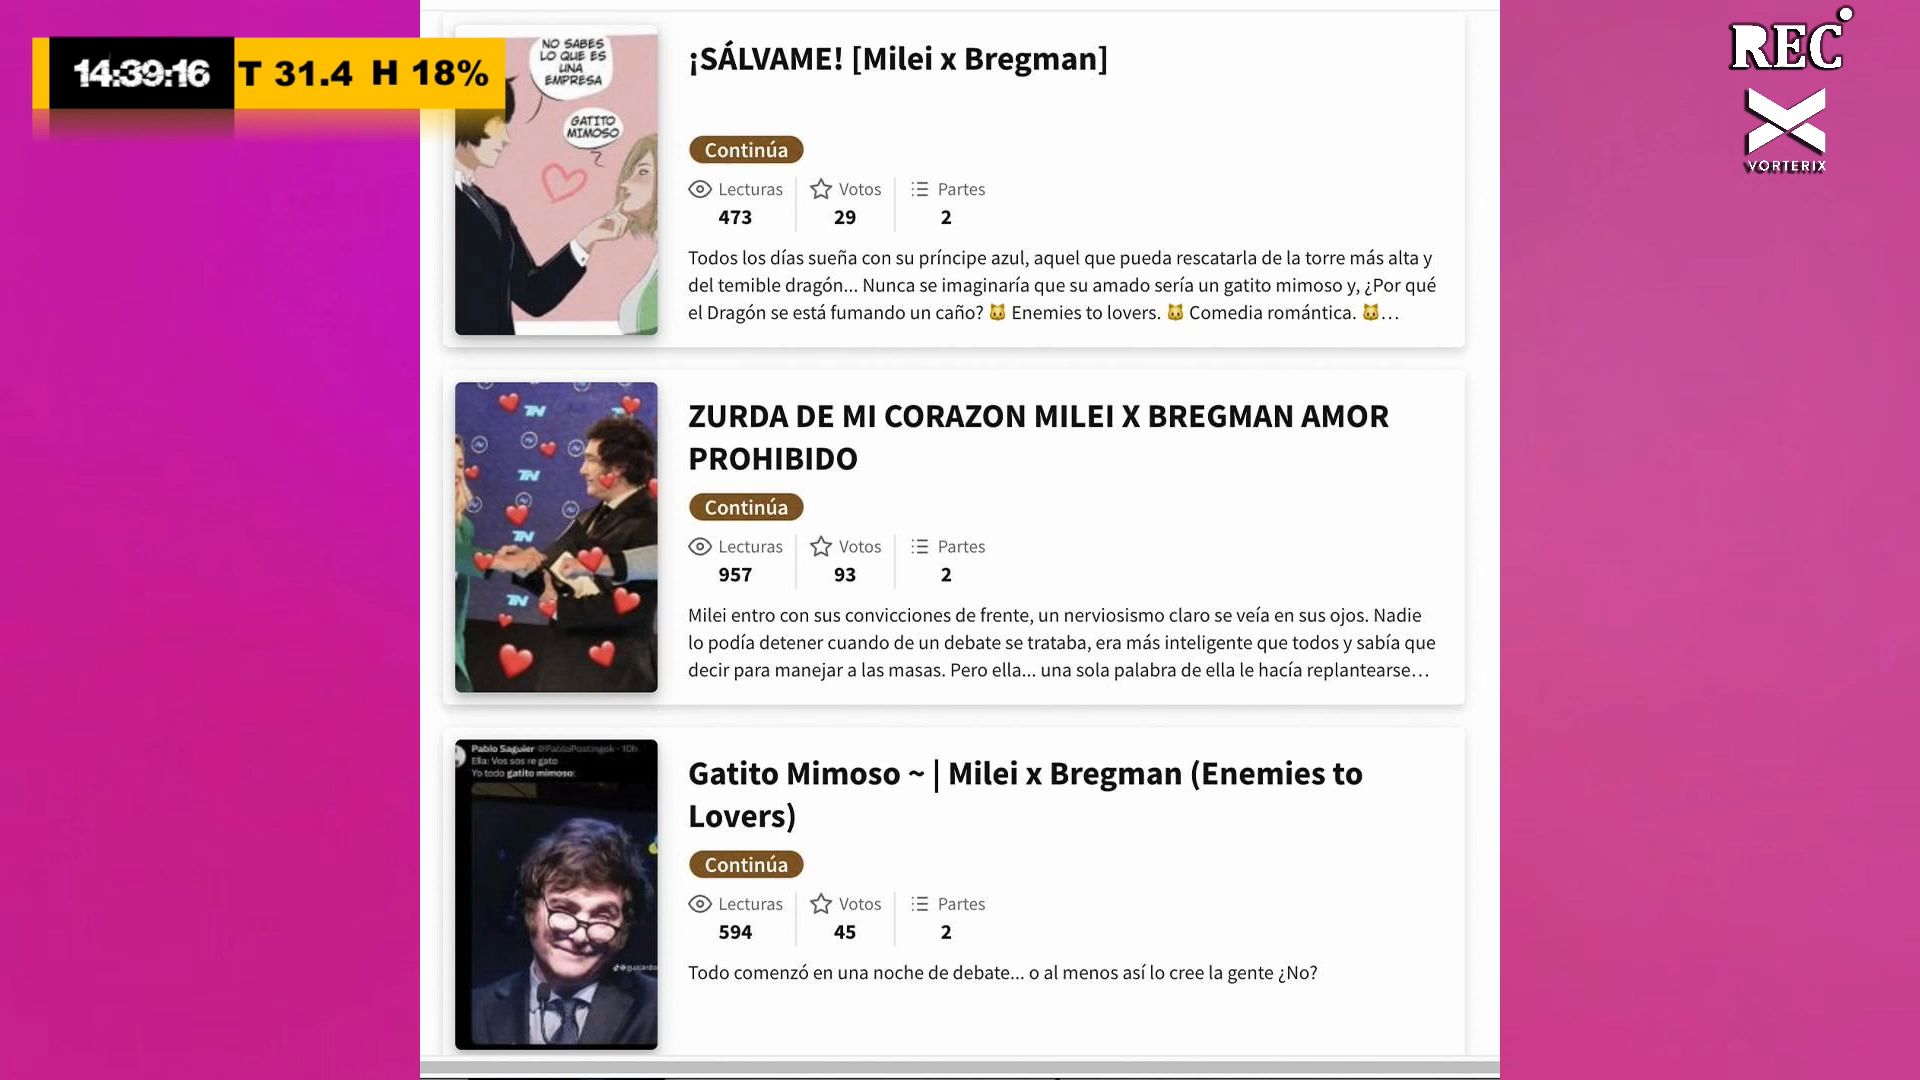 14:39:16 T 31.4 H 18%
REC
VORTERIX
NO SABES
LO QUE ES
UNA
EMPRESA
GATITO
MIMOSO
¡SÁLVAME! [Milei x Bregman]
Continúa
Lecturas Votos Partes
473 29 2
Todos los días sueña con su príncipe azul, aquel que pueda rescatarla de la torre más alta y
del temible dragón... Nunca se imaginaría que su amado sería un gatito mimoso y, ¿Por qué
el Dragón se está fumando un caño? 🐱 Enemies to lovers. 🐱 Comedia romántica. 🐱…
TN
TN
TN
TN
ZURDA DE MI CORAZON MILEI X BREGMAN AMOR
PROHIBIDO
Continúa
Lecturas Votos Partes
957 93 2
Milei entro con sus convicciones de frente, un nerviosismo claro se veía en sus ojos. Nadie
lo podía detener cuando de un debate se trataba, era más inteligente que todos y sabía que
decir para manejar a las masas. Pero ella... una sola palabra de ella le hacía replantearse…
Pablo Saguier @PabloPostingok · 10h
Ella: Vos sos re gato
Yo todo gatito mimoso:
Gatito Mimoso ~ | Milei x Bregman (Enemies to
Lovers)
Continúa
Lecturas Votos Partes
594 45 2
Todo comenzó en una noche de debate... o al menos así lo cree la gente ¿No?